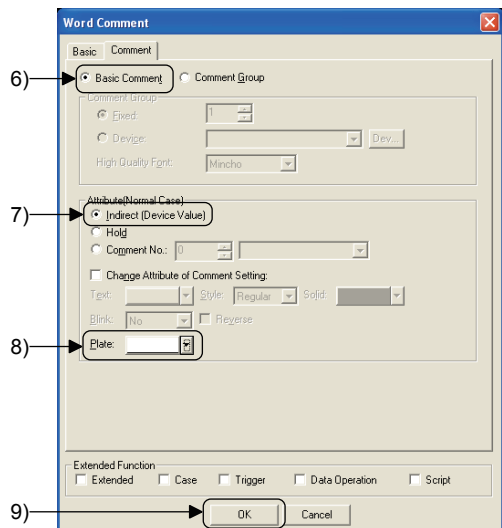 Word Comment
Basic Comment
6) Basic Comment Comment Group
Comment Group
Fixed: 1
Device: Dev...
High Quality Font: Mincho
Attribute(Normal Case)
7) Indirect (Device Value)
Hold
Comment No.: 0
Change Attribute of Comment Setting:
Text: Style: Regular Solid:
Blink: No Reverse
8) Plate:
Extended Function
Extended Case Trigger Data Operation Script
9) OK Cancel